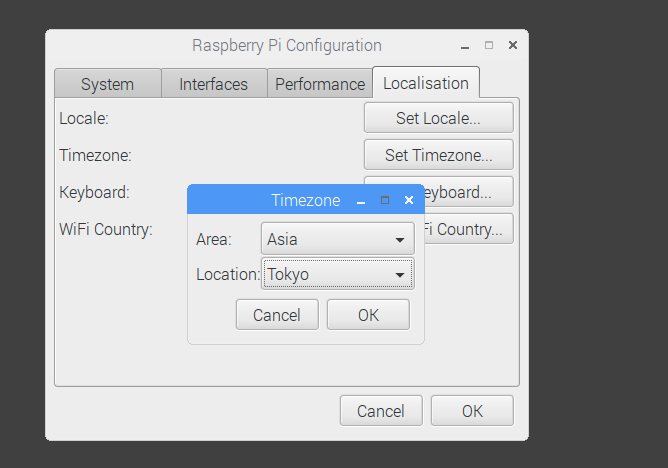 Raspberry Pi Configuration
System Interfaces Performance Localisation
Locale: Set Locale...
Timezone: Set Timezone...
Keyboard: eyboard...
WiFi Country: Fi Country...
Timezone
Area: Asia
Location: Tokyo
Cancel OK
Cancel OK